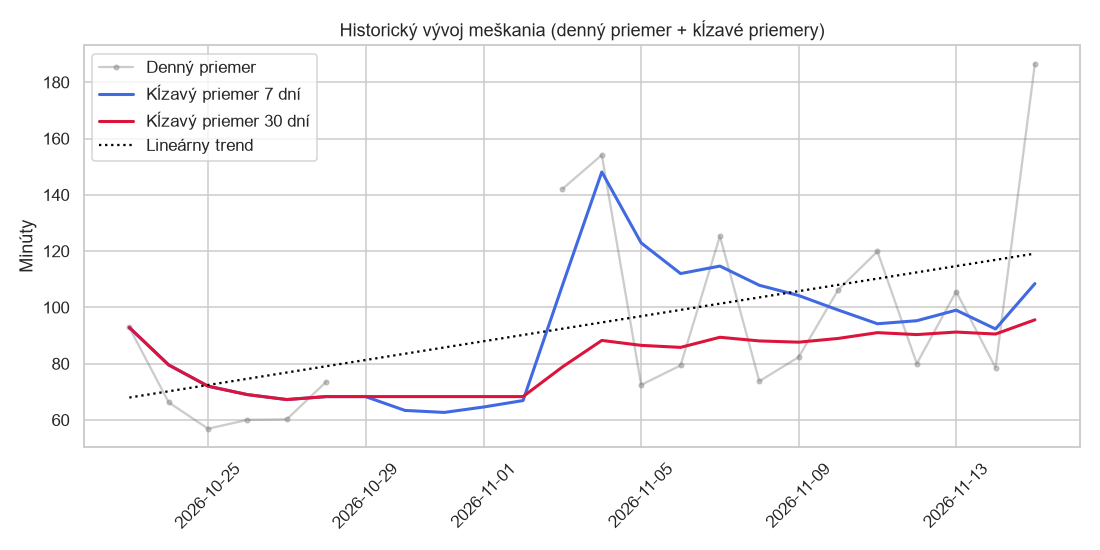 Historický vývoj meškania (denný priemer + kĺzavé priemery)
Denný priemer
Kĺzavý priemer 7 dní
Kĺzavý priemer 30 dní
Lineárny trend
Minúty
180
160
140
120
100
80
60
2026-10-25
2026-10-29
2026-11-01
2026-11-05
2026-11-09
2026-11-13